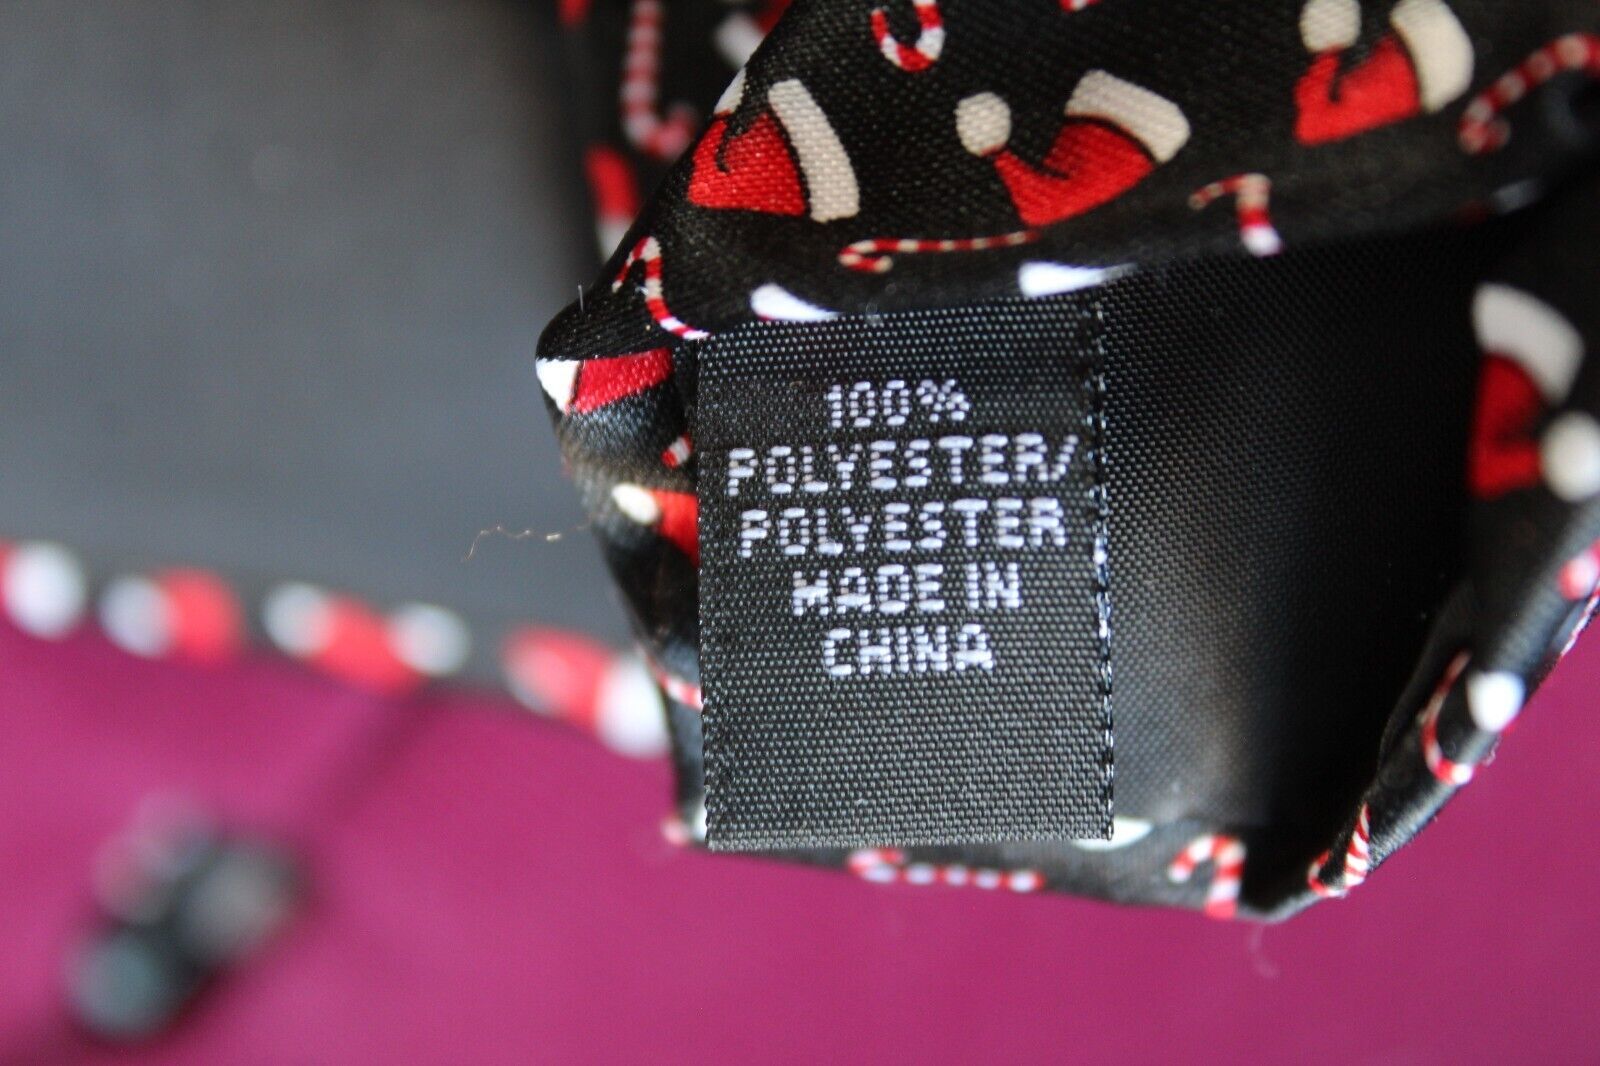 100%
POLYESTER/
POLYESTER
MADE IN
CHINA